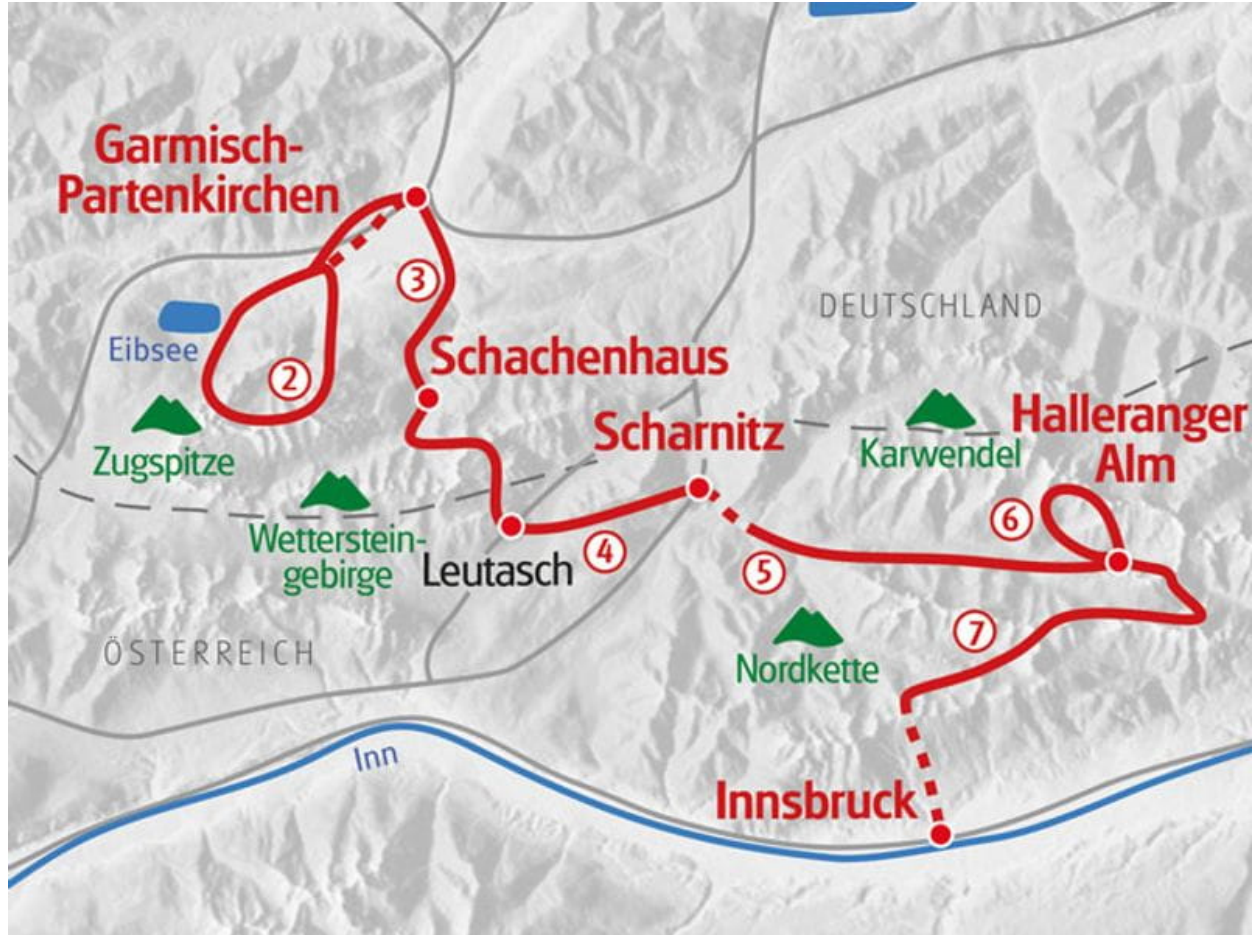 Garmisch-
Partenkirchen
3
DEUTSCHLAND
Eibsee
Schachenhaus
2
Zugspitze
Scharnitz
Karwendel
Halleranger
Alm
6
Wetterstein-
gebirge
Leutasch
4
5
7
ÖSTERREICH
Nordkette
Inn
Innsbruck